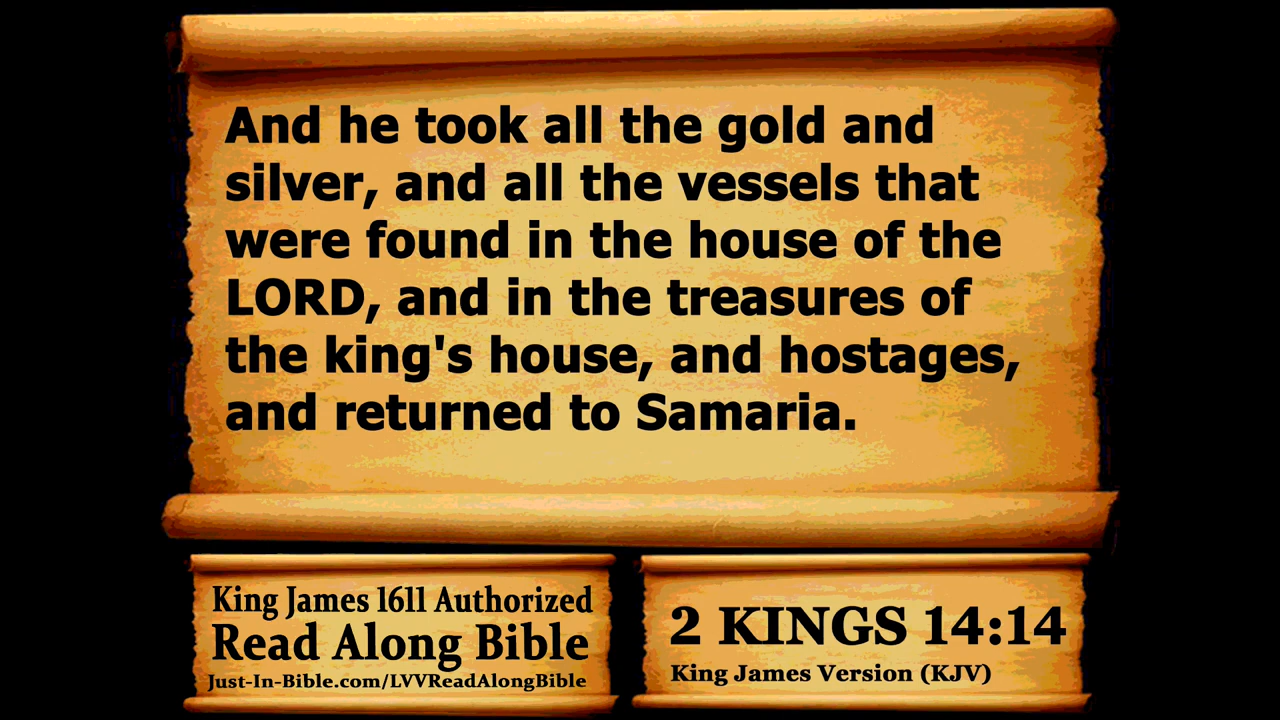 And he took all the gold and
silver, and all the vessels that
were found in the house of the
LORD, and in the treasures of
the king's house, and hostages,
and returned to Samaria.
King James 1611 Authorized
Read Along Bible
Just-In-Bible.com/LVVReadAlongBible
2 KINGS 14:14
King James Version (KJV)